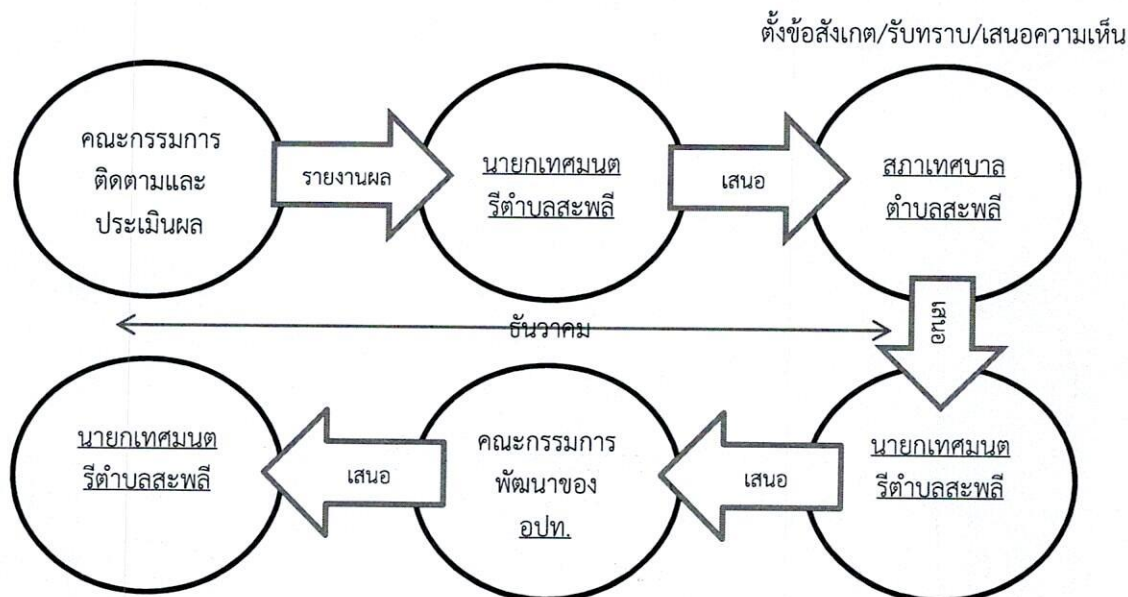 ตั้งข้อสังเกต/รับทราบ/เสนอความเห็น
คณะกรรมการ
ติดตามและ
ประเมินผล
รายงานผล
นายกเทศมนต
รีตำบลสะพลี
เสนอ
สภาเทศบาล
ตำบลสะพลี
เสนอ
ธันวาคม
นายกเทศมนต
รีตำบลสะพลี
เสนอ
คณะกรรมการ
พัฒนาของ
อปท.
เสนอ
นายกเทศมนต
รีตำบลสะพลี